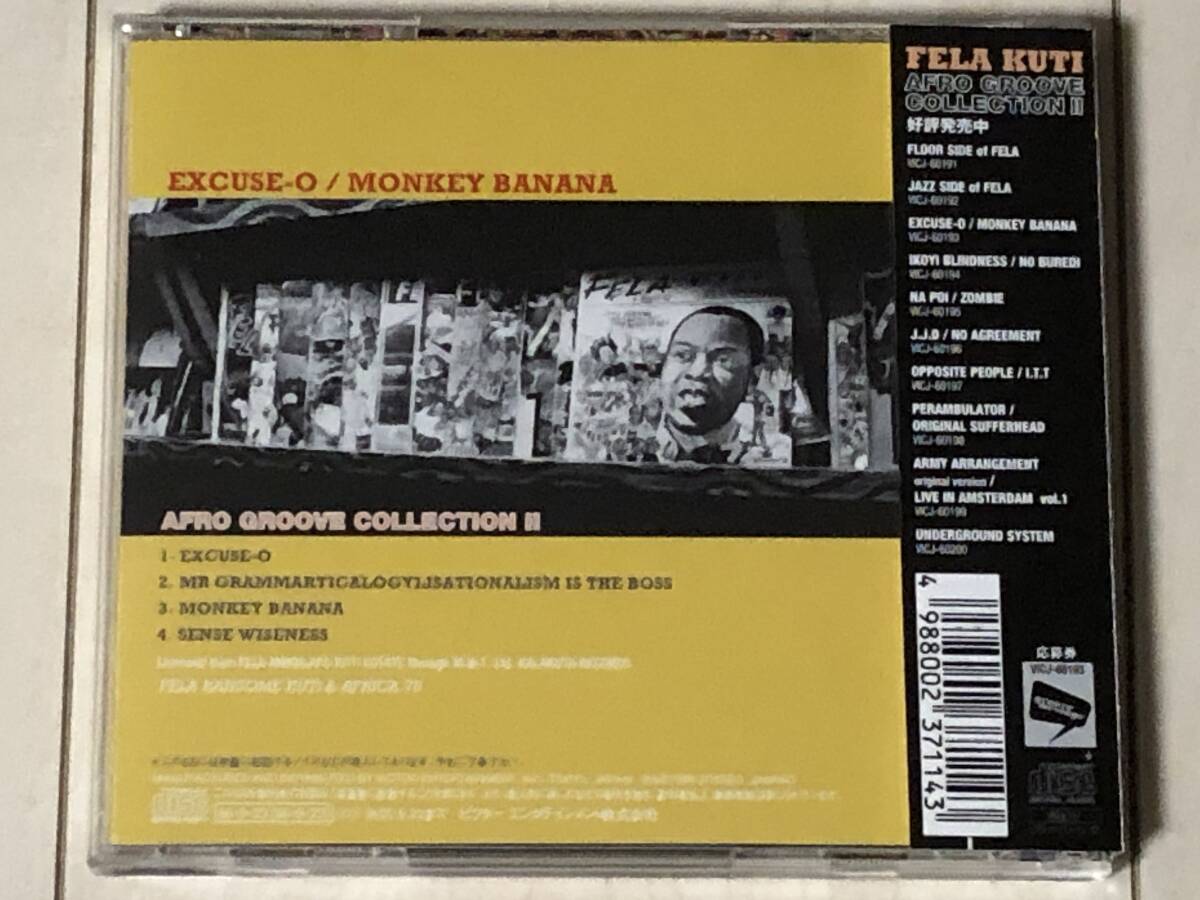 EXCUSE-O / MONKEY BANANA
FELA
AFRO GROOVE COLLECTION II
1. EXCUSE-O
2. MR GRAMMARTICALOGYLISATIONALISM IS THE BOSS
3. MONKEY BANANA
4. SENSE WISENESS
FELA RANSOME KUTI & AFRICA 70
ビクター エンタテインメント株式会社
FELA KUTI
AFRO GROOVE
COLLECTION II
好評発売中
FLOOR SIDE of FELA
VICJ-60191
JAZZ SIDE of FELA
VICJ-60192
EXCUSE-O / MONKEY BANANA
VICJ-60193
IKOYI BLINDNESS / NO BUREDI
VICJ-60194
NA POI / ZOMBIE
VICJ-60195
J.J.D / NO AGREEMENT
VICJ-60196
OPPOSITE PEOPLE / I.T.T
VICJ-60197
PERAMBULATOR /
ORIGINAL SUFFERHEAD
VICJ-60198
ARMY ARRANGEMENT
original version /
LIVE IN AMSTERDAM vol.1
VICJ-60199
UNDERGROUND SYSTEM
VICJ-60200
4 988002 371143
応募券
VICJ-60193